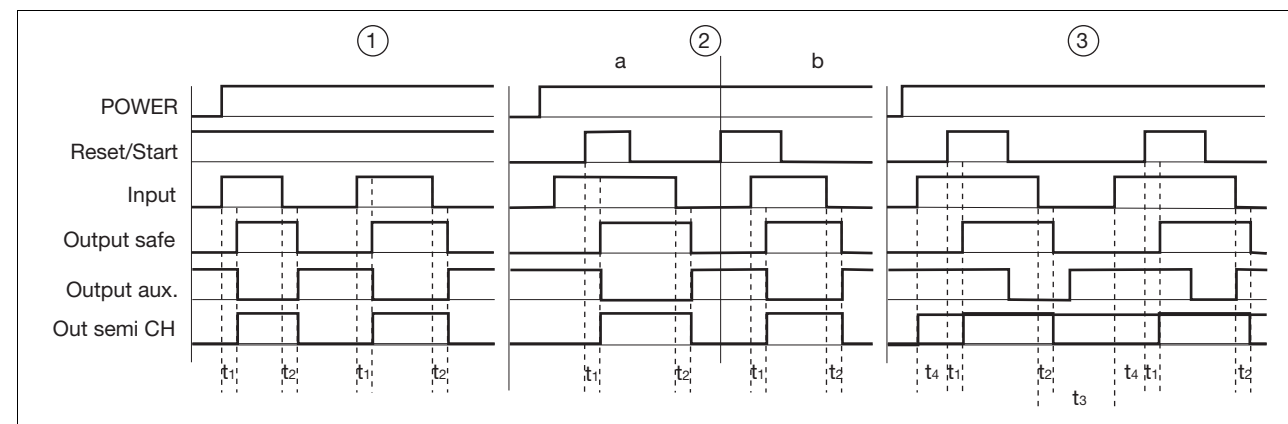 1 2 3
a b
POWER
Reset/Start
Input
Output safe
Output aux.
Out semi CH
t1 t2 t1 t2 t1 t2 t1 t2 t4 t1 t2 t4 t1 t2
t3